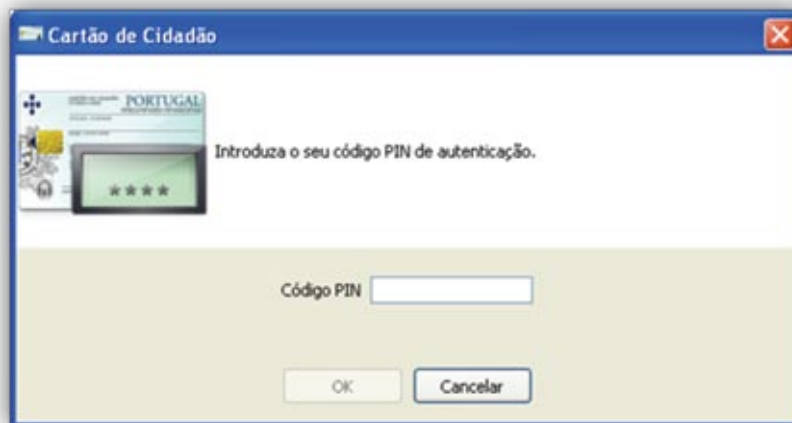 Cartão de Cidadão
PORTUGAL
Introduza o seu código PIN de autenticação.
****
Código PIN
OK
Cancelar